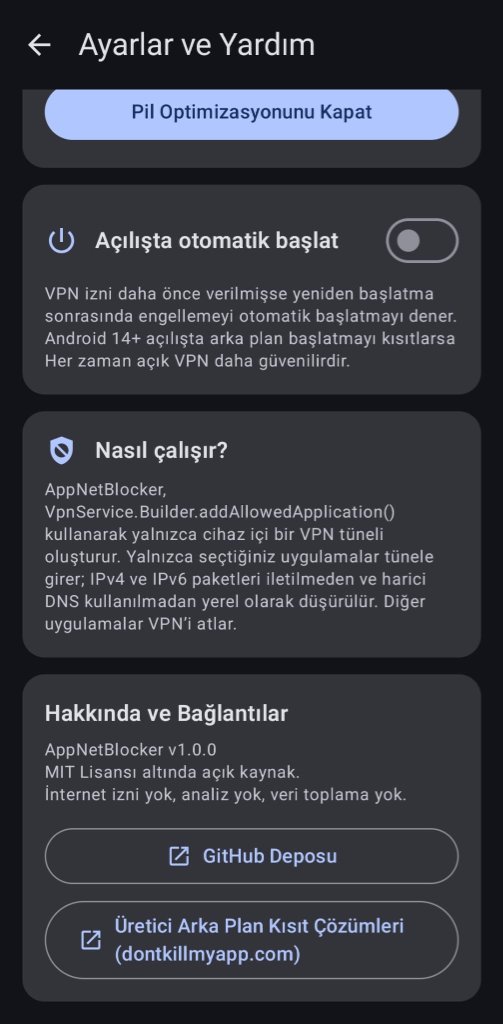 Ayarlar ve Yardım
Pil Optimizasyonunu Kapat
Açılışta otomatik başlat
VPN izni daha önce verilmişse yeniden başlatma
sonrasında engellemeyi otomatik başlatmayı dener.
Android 14+ açılışta arka plan başlatmayı kısıtlarsa
Her zaman açık VPN daha güvenilirdir.
Nasıl çalışır?
AppNetBlocker,
VpnService.Builder.addAllowedApplication()
kullanarak yalnızca cihaz içi bir VPN tüneli
oluşturur. Yalnızca seçtiğiniz uygulamalar tünele
girer; IPv4 ve IPv6 paketleri iletilmeden ve harici
DNS kullanılmadan yerel olarak düşürülür. Diğer
uygulamalar VPN’i atlar.
Hakkında ve Bağlantılar
AppNetBlocker v1.0.0
MIT Lisansı altında açık kaynak.
İnternet izni yok, analiz yok, veri toplama yok.
GitHub Deposu
Üretici Arka Plan Kısıt Çözümleri
(dontkillmyapp.com)